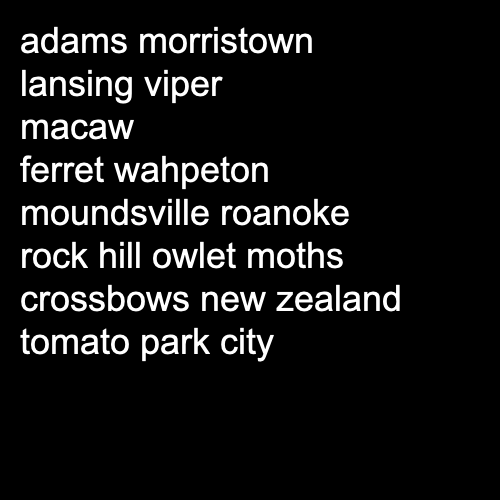 adams morristown
lansing viper
macaw
ferret wahpeton
moundsville roanoke
rock hill owlet moths
crossbows new zealand
tomato park city